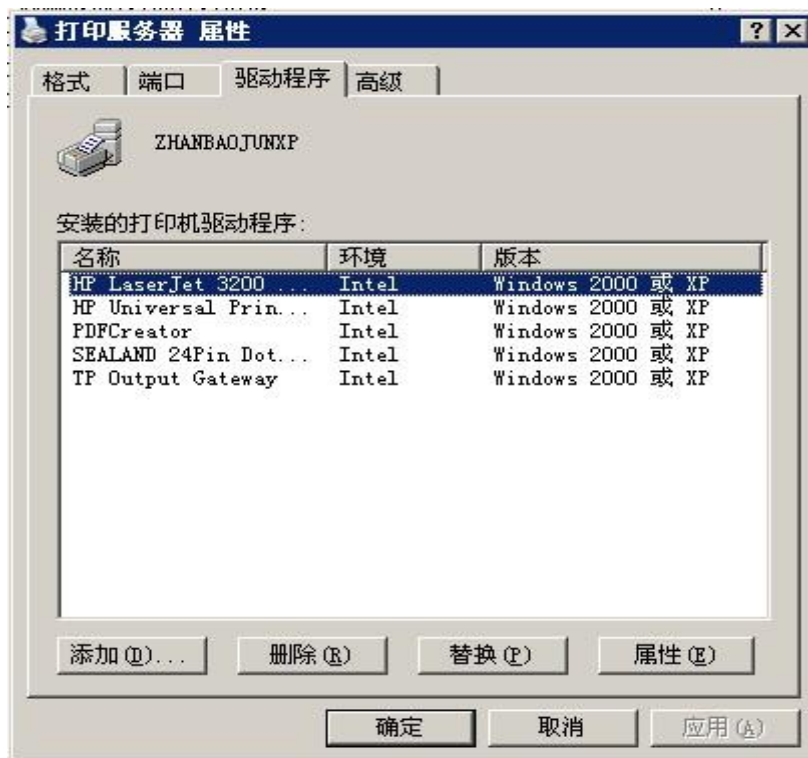 打印服务器 属性
格式 端口 驱动程序 高级
ZHANBAOJUNXP
安装的打印机驱动程序:
名称 环境 版本
HP LaserJet 3200 ... Intel Windows 2000 或 XP
HP Universal Prin... Intel Windows 2000 或 XP
PDFCreator Intel Windows 2000 或 XP
SEALAND 24Pin Dot... Intel Windows 2000 或 XP
TP Output Gateway Intel Windows 2000 或 XP
添加(D)... 删除(R) 替换(P) 属性(E)
确定 取消 应用(A)